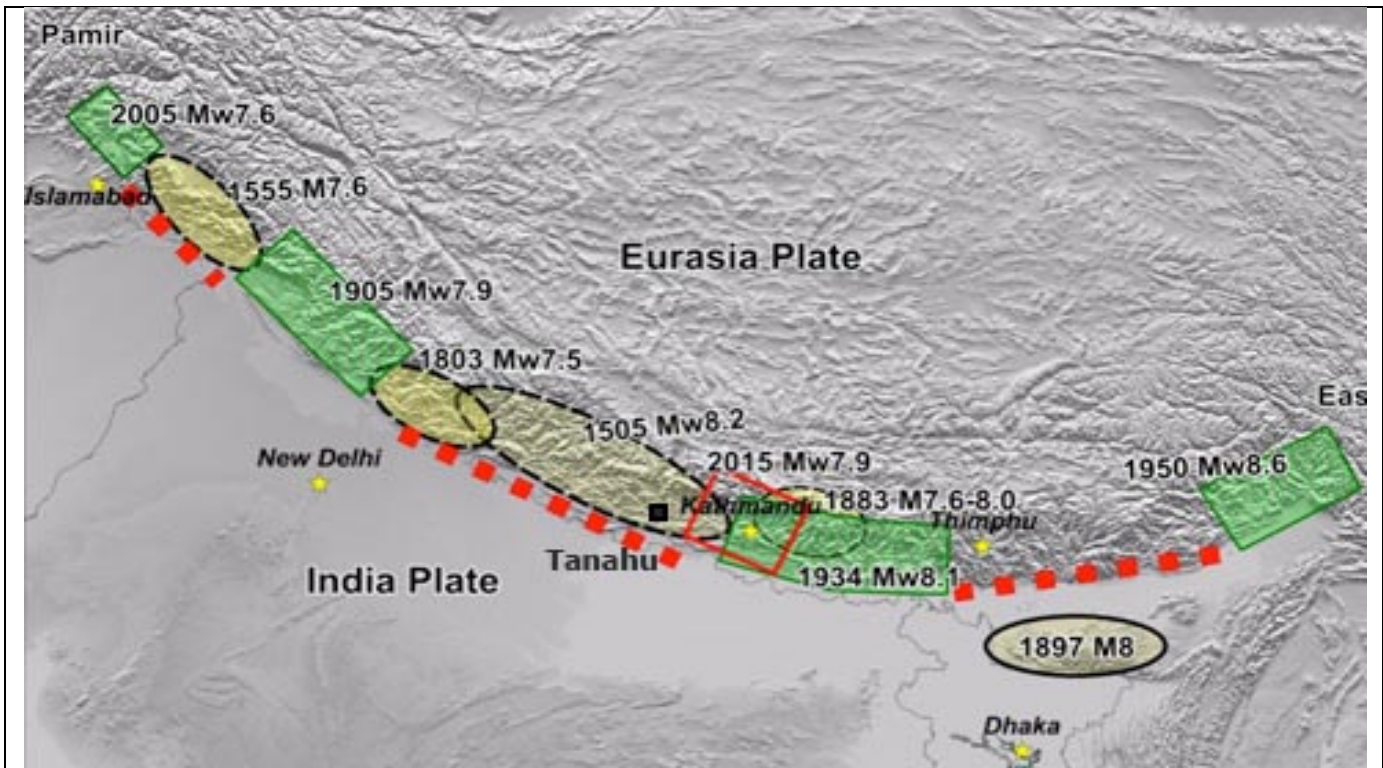 Pamir
2005 Mw7.6
Islamabad
1555 M7.6
Eurasia Plate
1905 Mw7.9
1803 Mw7.5
Eas
1505 Mw8.2
New Delhi
2015 Mw7.9
1950 Mw8.6
Kathmandu
1883 M7.6-8.0
Thimphu
Tanahu
India Plate
1934 Mw8.1
1897 M8
Dhaka